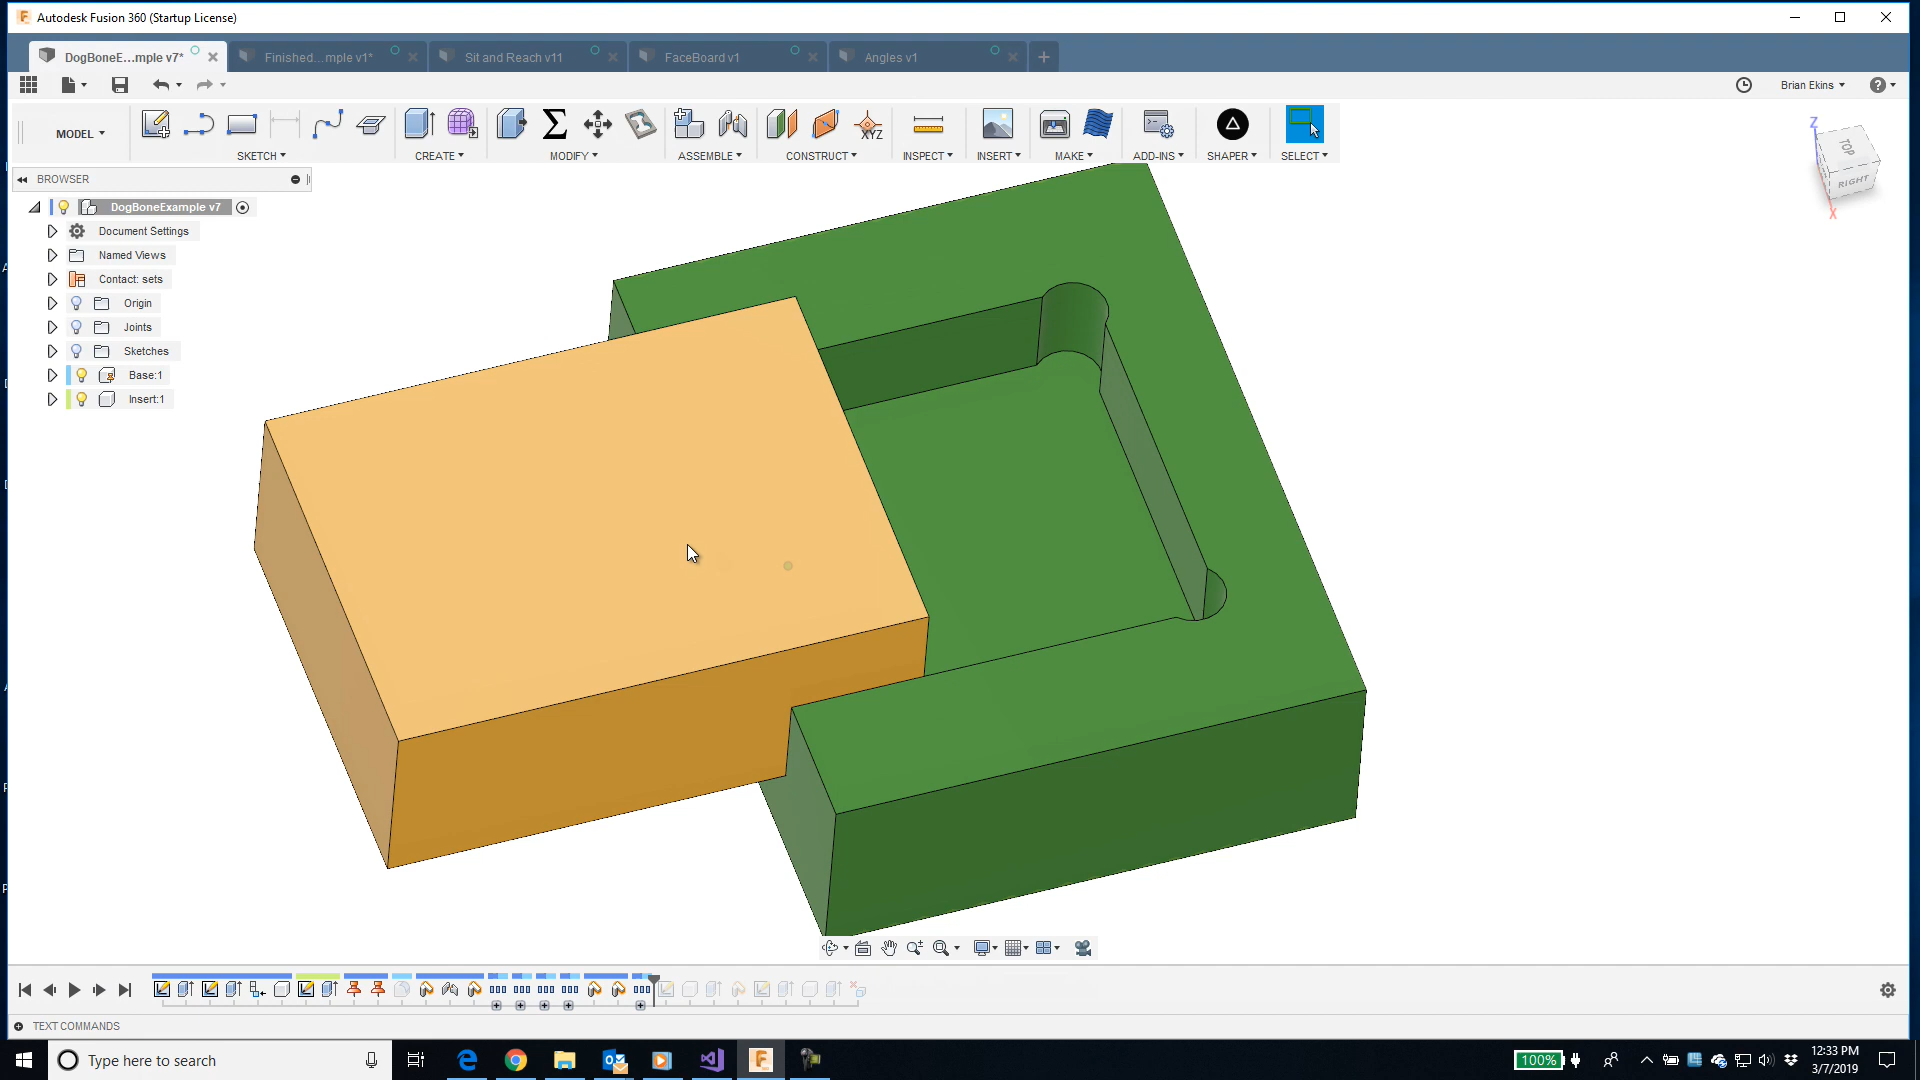 Autodesk Fusion 360 (Startup License)
DogBoneE...mple v7*
Finished...mple v1*
Sit and Reach v11
FaceBoard v1
Angles v1
Brian Ekins
MODEL
SKETCH
CREATE
MODIFY
ASSEMBLE
CONSTRUCT
INSPECT
INSERT
MAKE
ADD-INS
SHAPER
SELECT
XYZ
Z
TOP
RIGHT
X
BROWSER
DogBoneExample v7
Document Settings
Named Views
Contact: sets
Origin
Joints
Sketches
Base:1
Insert:1
TEXT COMMANDS
Type here to search
100%
12:33 PM
3/7/2019